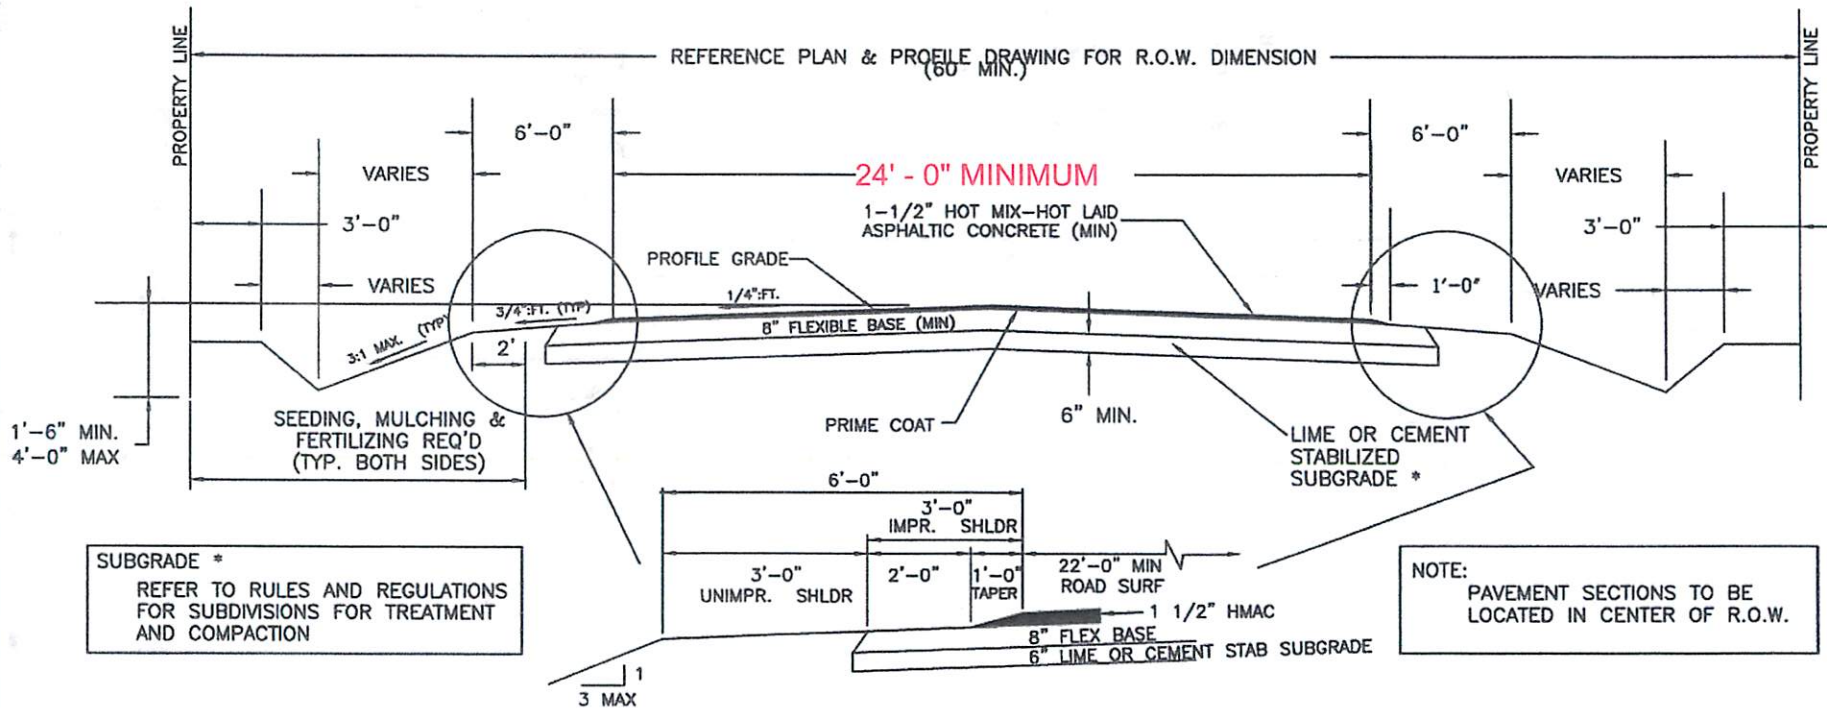 PROPERTY LINE
REFERENCE PLAN & PROFILE DRAWING FOR R.O.W. DIMENSION
(60' MIN.)
PROPERTY LINE
6'-0"
6'-0"
VARIES
24' - 0" MINIMUM
VARIES
3'-0"
1-1/2" HOT MIX-HOT LAID
ASPHALTIC CONCRETE (MIN)
3'-0"
PROFILE GRADE
VARIES
1/4":FT.
1'-0"
VARIES
3/4":FT. (TYP)
8" FLEXIBLE BASE (MIN)
3:1 MAX. (TYP)
2'
1'-6" MIN.
4'-0" MAX
SEEDING, MULCHING &
FERTILIZING REQ'D
(TYP. BOTH SIDES)
PRIME COAT
6" MIN.
LIME OR CEMENT
STABILIZED
SUBGRADE *
6'-0"
3'-0"
IMPR. SHLDR
3'-0"
UNIMPR. SHLDR
2'-0"
1'-0"
TAPER
22'-0" MIN
ROAD SURF
1 1/2" HMAC
8" FLEX BASE
6" LIME OR CEMENT STAB SUBGRADE
1
3 MAX
SUBGRADE *
REFER TO RULES AND REGULATIONS
FOR SUBDIVISIONS FOR TREATMENT
AND COMPACTION
NOTE:
PAVEMENT SECTIONS TO BE
LOCATED IN CENTER OF R.O.W.